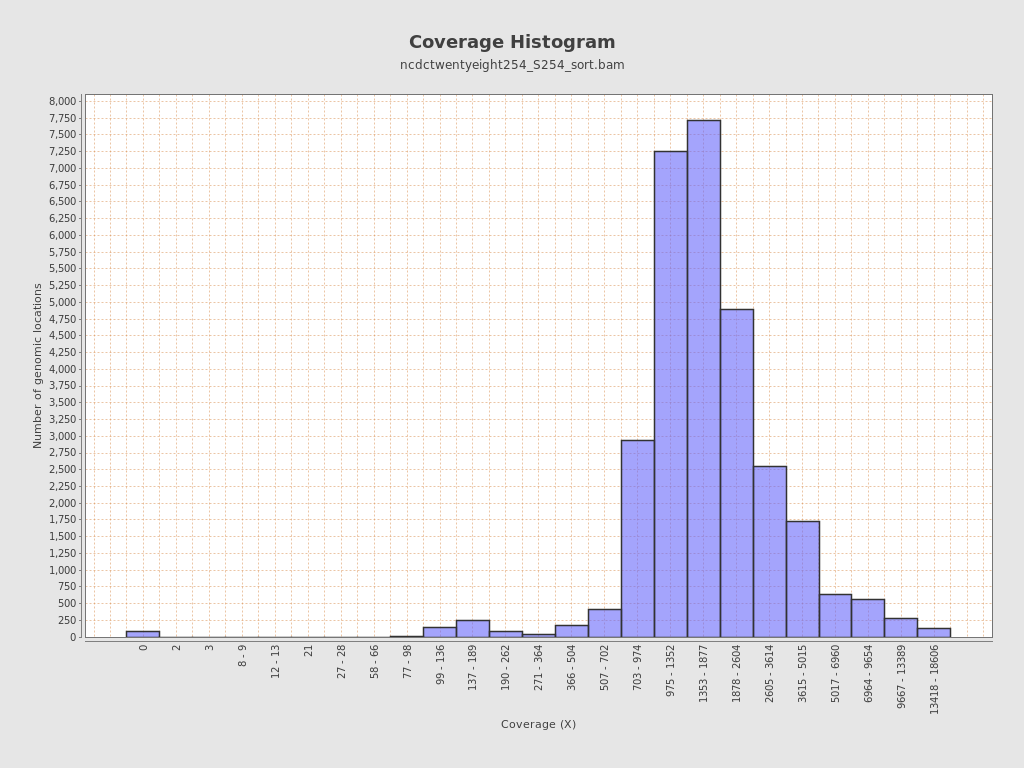 Coverage Histogram
ncdctwentyeight254_S254_sort.bam
Number of genomic locations
8,000
7,750
7,500
7,250
7,000
6,750
6,500
6,250
6,000
5,750
5,500
5,250
5,000
4,750
4,500
4,250
4,000
3,750
3,500
3,250
3,000
2,750
2,500
2,250
2,000
1,750
1,500
1,250
1,000
750
500
250
0
0
2
3
8 - 9
12 - 13
21
27 - 28
58 - 66
77 - 98
99 - 136
137 - 189
190 - 262
271 - 364
366 - 504
507 - 702
703 - 974
975 - 1352
1353 - 1877
1878 - 2604
2605 - 3614
3615 - 5015
5017 - 6960
6964 - 9654
9667 - 13389
13418 - 18606
Coverage (X)